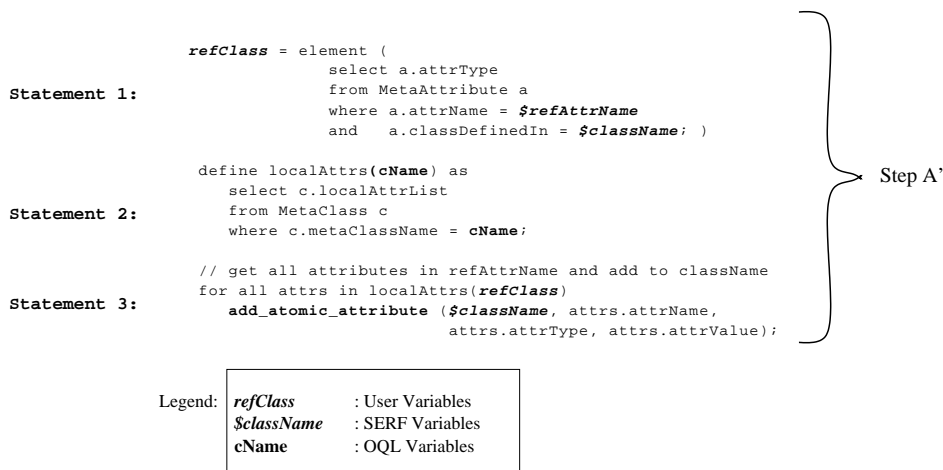 refClass = element (
select a.attrType
Statement 1: from MetaAttribute a
where a.attrName = $refAttrName
and a.classDefinedIn = $className; )
define localAttrs(cName) as
select c.localAttrList
Statement 2: from MetaClass c
where c.metaClassName = cName;
Step A'
// get all attributes in refAttrName and add to className
Statement 3: for all attrs in localAttrs(refClass)
add_atomic_attribute ($className, attrs.attrName,
attrs.attrType, attrs.attrValue);
Legend: refClass : User Variables
$className : SERF Variables
cName : OQL Variables